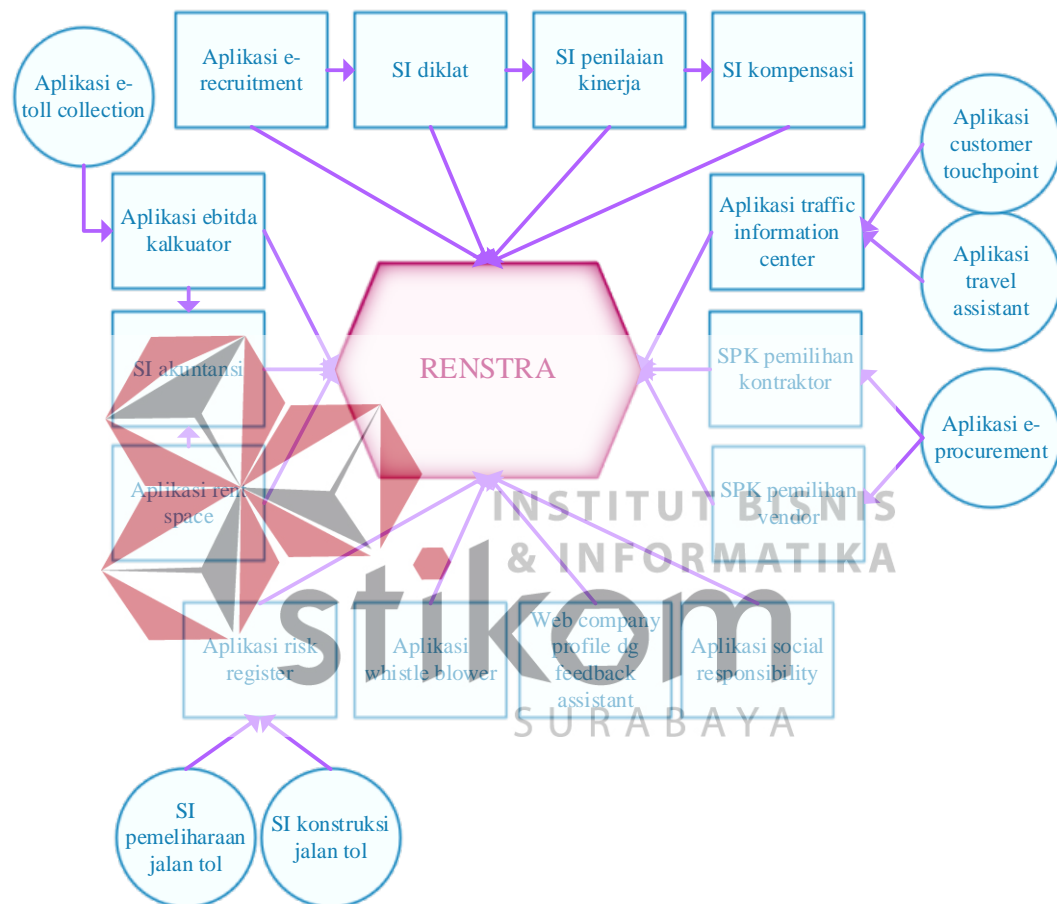 Aplikasi e-
toll collection
Aplikasi e-
recruitment
SI diklat
SI penilaian
kinerja
SI kompensasi
Aplikasi
customer
touchpoint
Aplikasi ebitda
kalkuator
Aplikasi traffic
information
center
Aplikasi
travel
assistant
SI akuntansi
RENSTRA
SPK pemilihan
kontraktor
Aplikasi e-
procurement
Aplikasi rent
space
SPK pemilihan
vendor
INSTITUT BISNIS
& INFORMATIKA
stikom
SURABAYA
Aplikasi risk
register
Aplikasi
whistle blower
Web company
profile dg
feedback
assistant
Aplikasi social
responsibility
SI
pemeliharaan
jalan tol
SI konstruksi
jalan tol